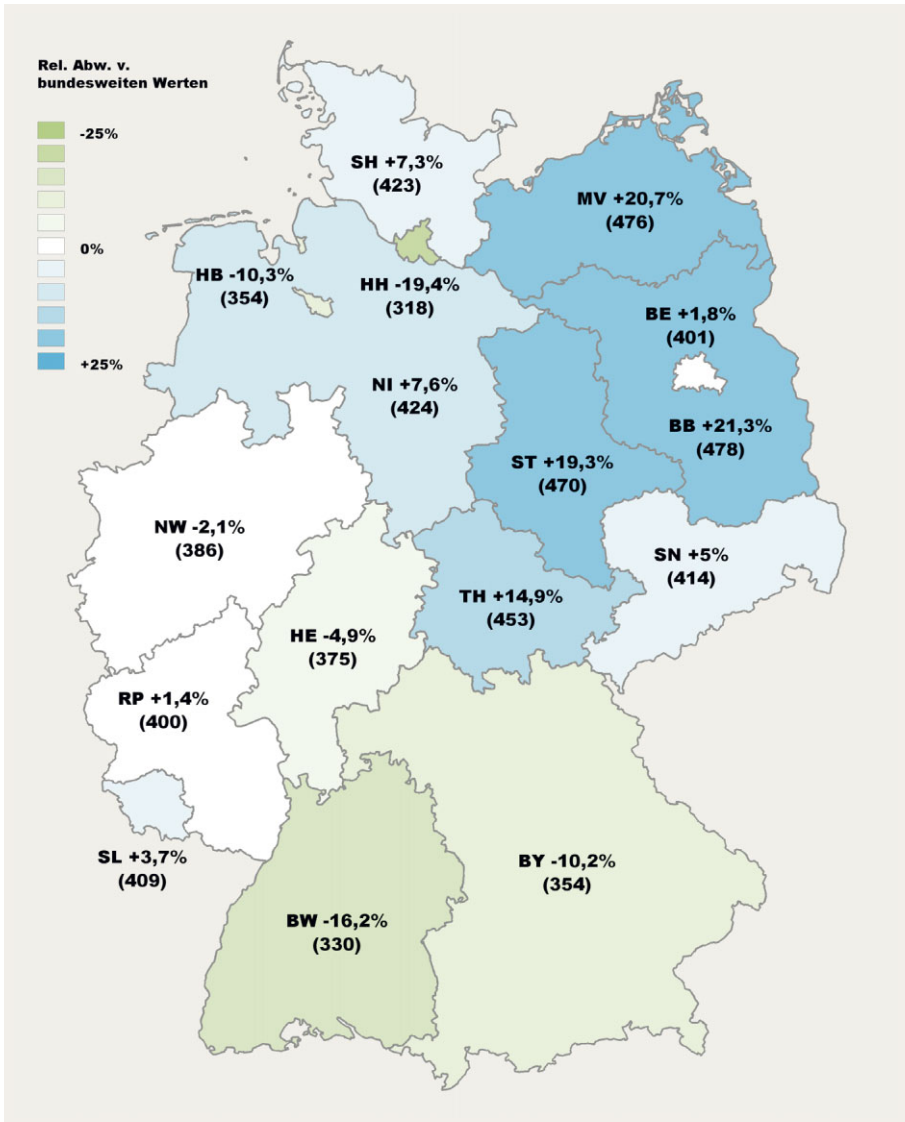 Rel. Abw. v.
bundesweiten Werten
-25%
0%
+25%
SH +7,3%
(423)
MV +20,7%
(476)
HB -10,3%
(354)
HH -19,4%
(318)
BE +1,8%
(401)
NI +7,6%
(424)
BB +21,3%
(478)
ST +19,3%
(470)
NW -2,1%
(386)
SN +5%
(414)
TH +14,9%
(453)
HE -4,9%
(375)
RP +1,4%
(400)
SL +3,7%
(409)
BY -10,2%
(354)
BW -16,2%
(330)